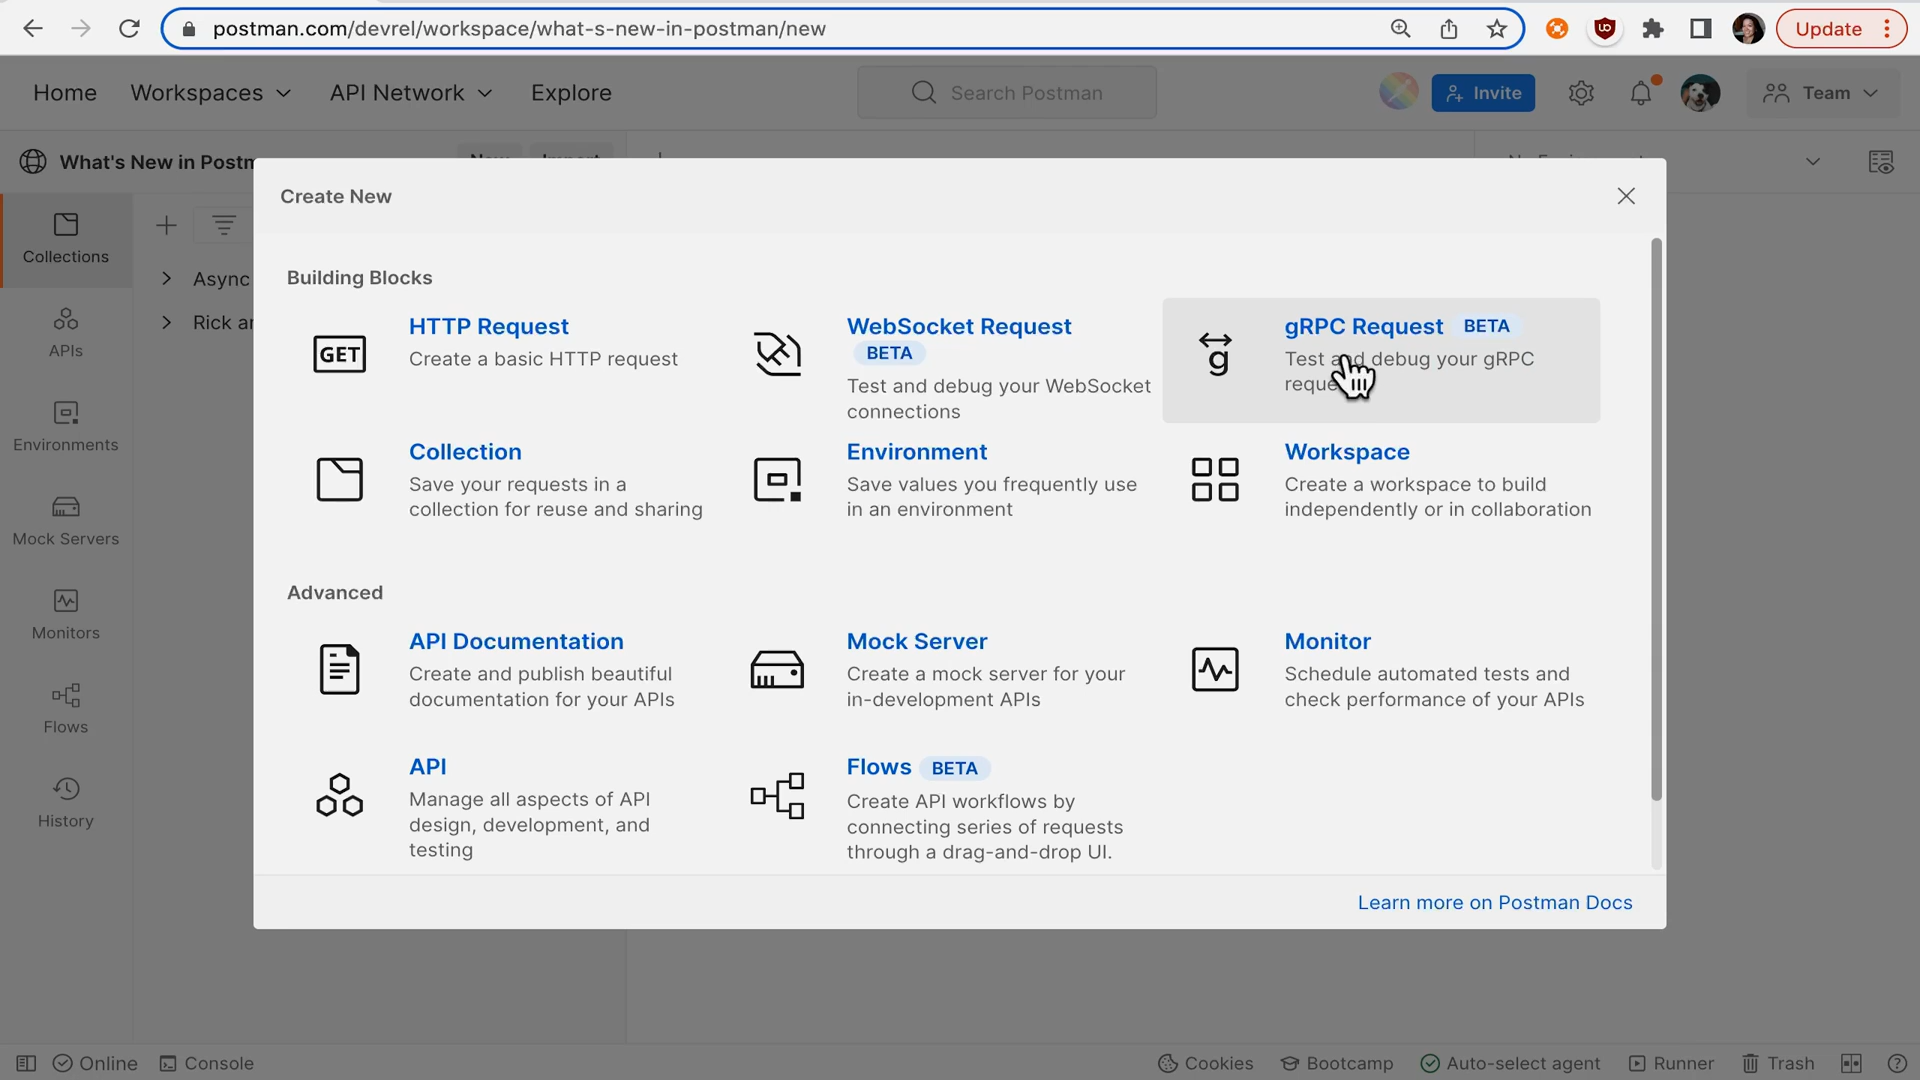 postman.com/devrel/workspace/what-s-new-in-postman/new
Update
Home
Workspaces
API Network
Explore
Search Postman
Invite
Team
What's New in Postm
Create New
Collections
APIs
Environments
Mock Servers
Monitors
Flows
History
Async
Rick ar
Building Blocks
GET
HTTP Request
Create a basic HTTP request
WebSocket Request
BETA
Test and debug your WebSocket
connections
g
gRPC Request BETA
Test and debug your gRPC
reque
Collection
Save your requests in a
collection for reuse and sharing
Environment
Save values you frequently use
in an environment
Workspace
Create a workspace to build
independently or in collaboration
Advanced
API Documentation
Create and publish beautiful
documentation for your APIs
Mock Server
Create a mock server for your
in-development APIs
Monitor
Schedule automated tests and
check performance of your APIs
API
Manage all aspects of API
design, development, and
testing
Flows BETA
Create API workflows by
connecting series of requests
through a drag-and-drop UI.
Learn more on Postman Docs
Online
Console
Cookies
Bootcamp
Auto-select agent
Runner
Trash